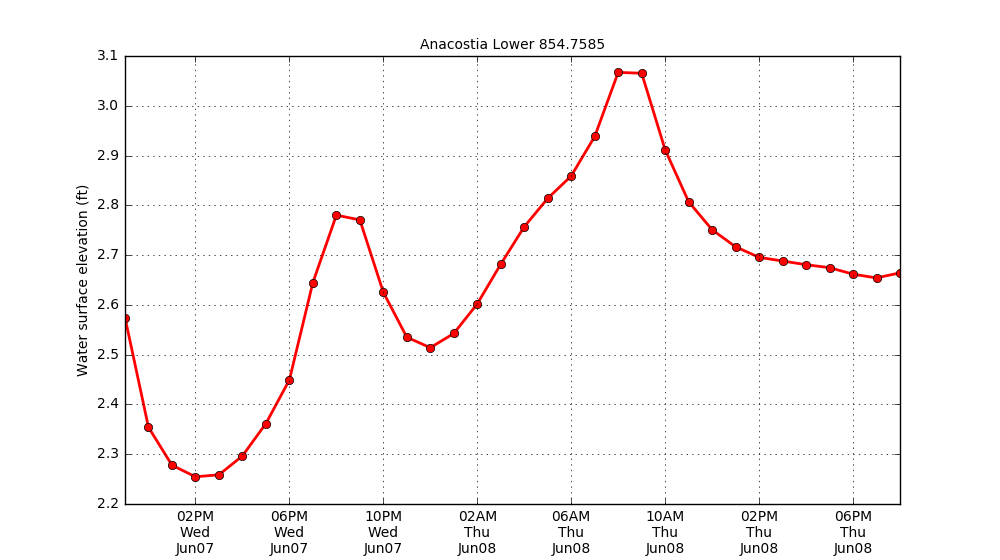 Anacostia Lower 854.7585
3.1
3.0
2.9
2.8
2.7
2.6
2.5
2.4
2.3
2.2
Water surface elevation (ft)
02PM 06PM 10PM 02AM 06AM 10AM 02PM 06PM
Wed Wed Wed Thu Thu Thu Thu Thu
Jun07 Jun07 Jun07 Jun08 Jun08 Jun08 Jun08 Jun08